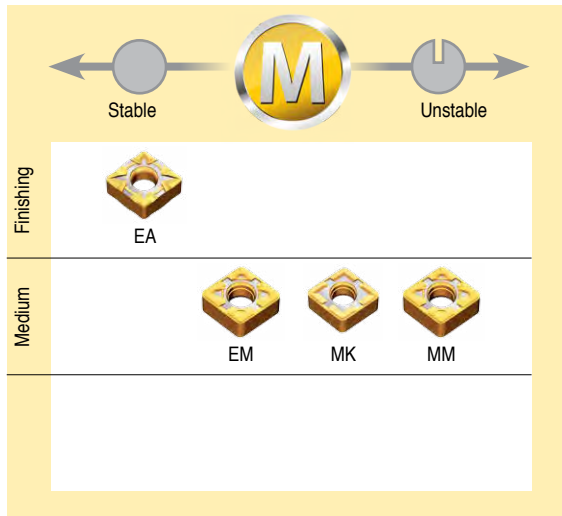 M
Stable Unstable
Finishing
EA
Medium
EM MK MM